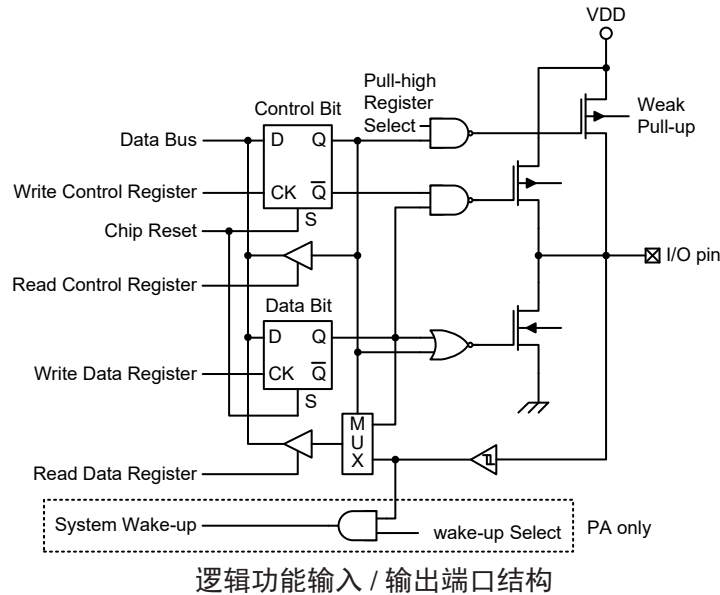 VDD
Pull-high
Register
Select
Weak
Pull-up
Control Bit
Data Bus
D
Q
Write Control Register
CK
Q̅
S
Chip Reset
I/O pin
Read Control Register
Data Bit
D
Q
Write Data Register
CK
Q̅
S
M
U
X
Read Data Register
System Wake-up
wake-up Select
PA only
逻辑功能输入 / 输出端口结构